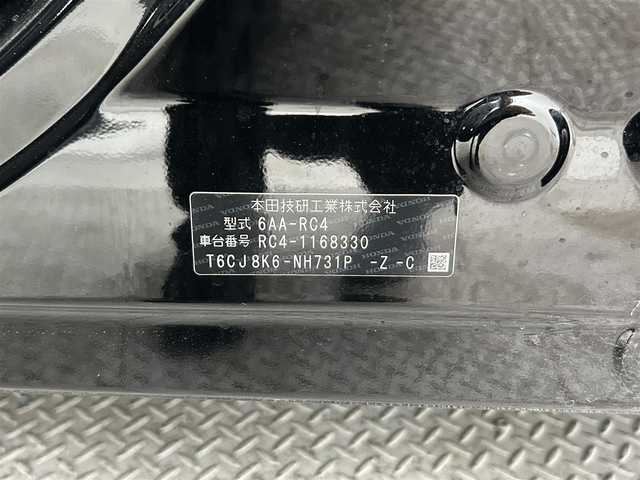 本田技研工業株式会社
型式 6AA-RC4
車台番号 RC4-1168330
T6CJ8K6-NH731P -Z-C